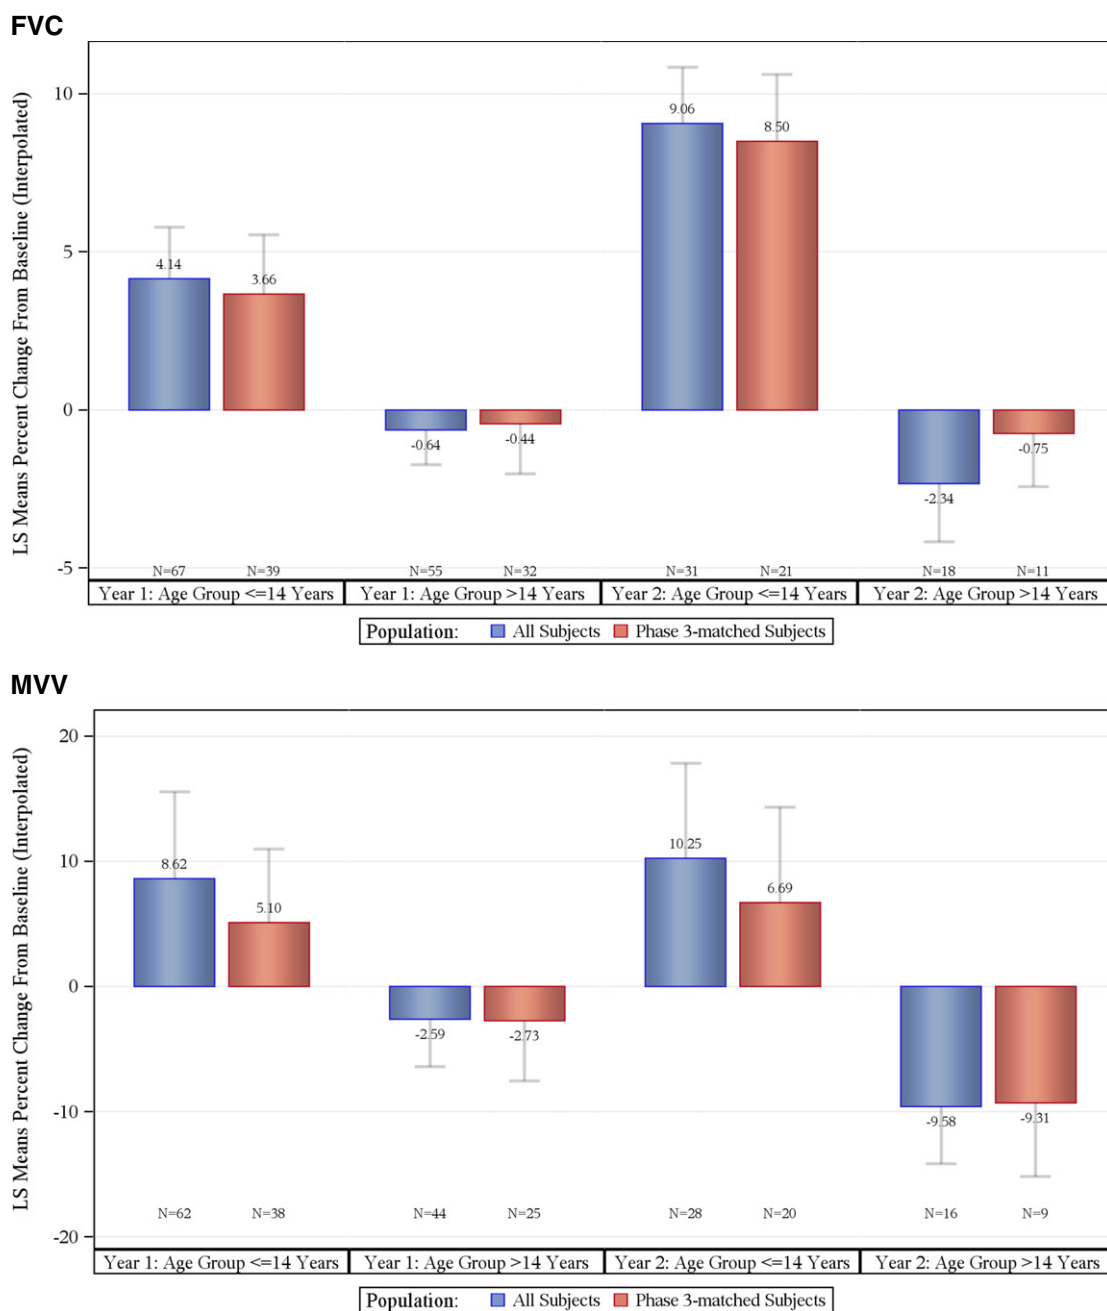 FVC
LS Means Percent Change From Baseline (Interpolated)
10
5
0
-5
4.14
3.66
-0.64
-0.44
9.06
8.50
-2.34
-0.75
N=67
N=39
N=55
N=32
N=31
N=21
N=18
N=11
Year 1: Age Group <=14 Years
Year 1: Age Group >14 Years
Year 2: Age Group <=14 Years
Year 2: Age Group >14 Years
Population: All Subjects Phase 3-matched Subjects
MVV
LS Means Percent Change From Baseline (Interpolated)
20
10
0
-10
-20
8.62
5.10
-2.59
-2.73
10.25
6.69
-9.58
-9.31
N=62
N=38
N=44
N=25
N=28
N=20
N=16
N=9
Year 1: Age Group <=14 Years
Year 1: Age Group >14 Years
Year 2: Age Group <=14 Years
Year 2: Age Group >14 Years
Population: All Subjects Phase 3-matched Subjects